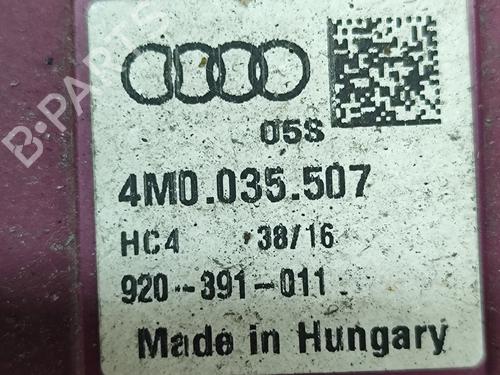 B-PARTS
05S
4M0.035.507
HC4 38/16
920-391-011
Made in Hungary